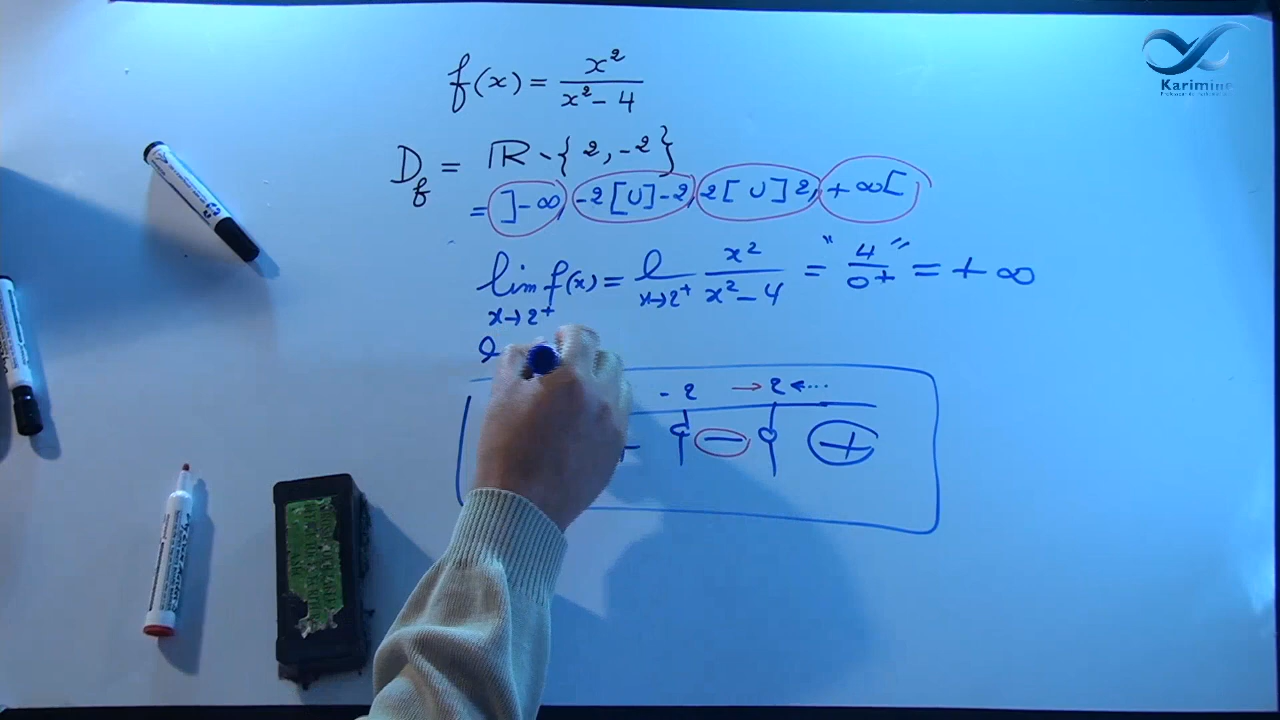 Karimine
f(x) = x² / (x² - 4)
D_f = ℝ \ { 2, -2 }
= ]-∞, -2[ ∪ ]-2, 2[ ∪ ]2, +∞[
lim_{x→2⁺} f(x) = l_{x→2⁺} x² / (x² - 4) = "4 / 0⁺" = +∞
l
-2 → 2 ←...
- +